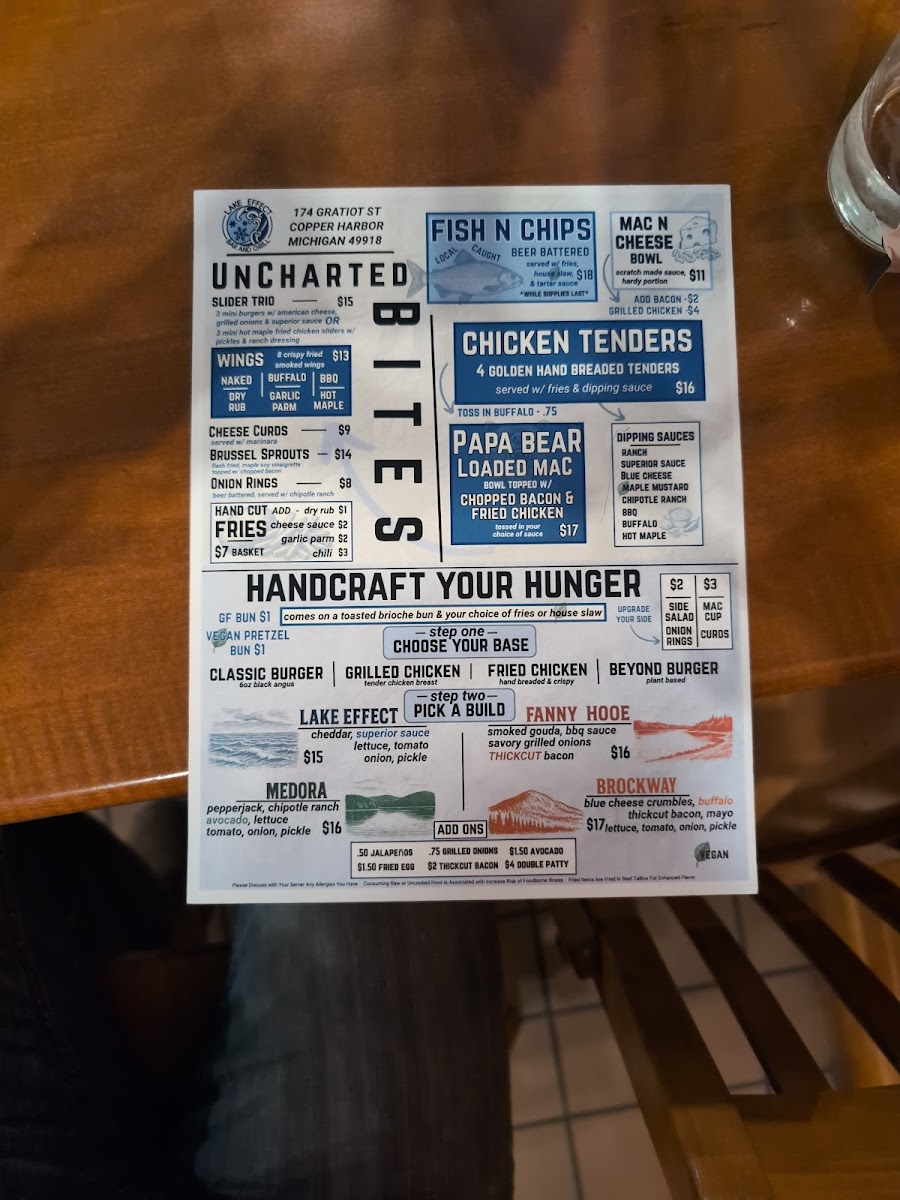 LAKE EFFECT
BAR AND GRILL
174 GRATIOT ST
COPPER HARBOR
MICHIGAN 49918
UNCHARTED
BITES
SLIDER TRIO — $15
3 mini burgers w/ american cheese,
grilled onions & superior sauce OR
3 mini hot maple fried chicken sliders w/
pickles & ranch dressing
WINGS 8 crispy fried $13
smoked wings
NAKED BUFFALO BBQ
DRY RUB GARLIC PARM HOT MAPLE
CHEESE CURDS — $9
served w/ marinara
BRUSSEL SPROUTS — $14
flash fried, maple soy vinaigrette
topped w/ chopped bacon
ONION RINGS — $8
beer battered, served w/ chipotle ranch
HAND CUT ADD - dry rub $1
FRIES cheese sauce $2
garlic parm $2
$7 BASKET chili $3
FISH N CHIPS
LOCAL CAUGHT
BEER BATTERED
served w/ fries,
house slaw, $18
& tartar sauce
*WHILE SUPPLIES LAST*
MAC N
CHEESE
BOWL
scratch made sauce, $11
hardy portion
ADD BACON -$2
GRILLED CHICKEN -$4
CHICKEN TENDERS
4 GOLDEN HAND BREADED TENDERS
served w/ fries & dipping sauce $16
TOSS IN BUFFALO - .75
PAPA BEAR
LOADED MAC
BOWL TOPPED W/
CHOPPED BACON &
FRIED CHICKEN
tossed in your
choice of sauce $17
DIPPING SAUCES
RANCH
SUPERIOR SAUCE
BLUE CHEESE
MAPLE MUSTARD
CHIPOTLE RANCH
BBQ
BUFFALO
HOT MAPLE
HANDCRAFT YOUR HUNGER
GF BUN $1
comes on a toasted brioche bun & your choice of fries or house slaw
VEGAN PRETZEL
BUN $1
UPGRADE
YOUR SIDE
$2 $3
SIDE SALAD MAC CUP
ONION RINGS CURDS
— step one —
CHOOSE YOUR BASE
CLASSIC BURGER GRILLED CHICKEN FRIED CHICKEN BEYOND BURGER
6oz black angus tender chicken breast hand breaded & crispy plant based
— step two —
PICK A BUILD
LAKE EFFECT
cheddar, superior sauce
lettuce, tomato
$15 onion, pickle
FANNY HOOE
smoked gouda, bbq sauce
savory grilled onions $16
THICKCUT bacon
MEDORA
pepperjack, chipotle ranch
avocado, lettuce
tomato, onion, pickle $16
BROCKWAY
blue cheese crumbles, buffalo
thickcut bacon, mayo
$17 lettuce, tomato, onion, pickle
ADD ONS
.50 JALAPEñOS .75 GRILLED ONIONS $1.50 AVOCADO
$1.50 FRIED EGG $2 THICKCUT BACON $4 DOUBLE PATTY
VEGAN
Please Discuss with Your Server Any Allergies You Have Consuming Raw or Uncooked Food Is Associated with Increase Risk of Foodborne Illness Fried Items Are Fried In Beef Tallow For Enhanced Flavor